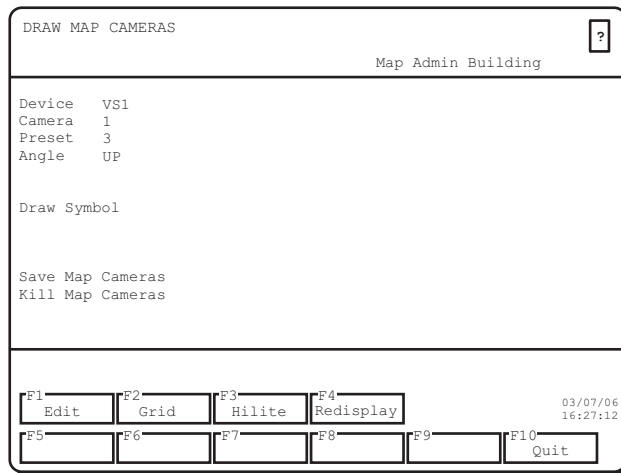 DRAW MAP CAMERAS
?
Map Admin Building
Device VS1
Camera 1
Preset 3
Angle UP
Draw Symbol
Save Map Cameras
Kill Map Cameras
F1 F2 F3 F4
Edit Grid Hilite Redisplay
03/07/06
16:27:12
F5 F6 F7 F8 F9 F10
Quit